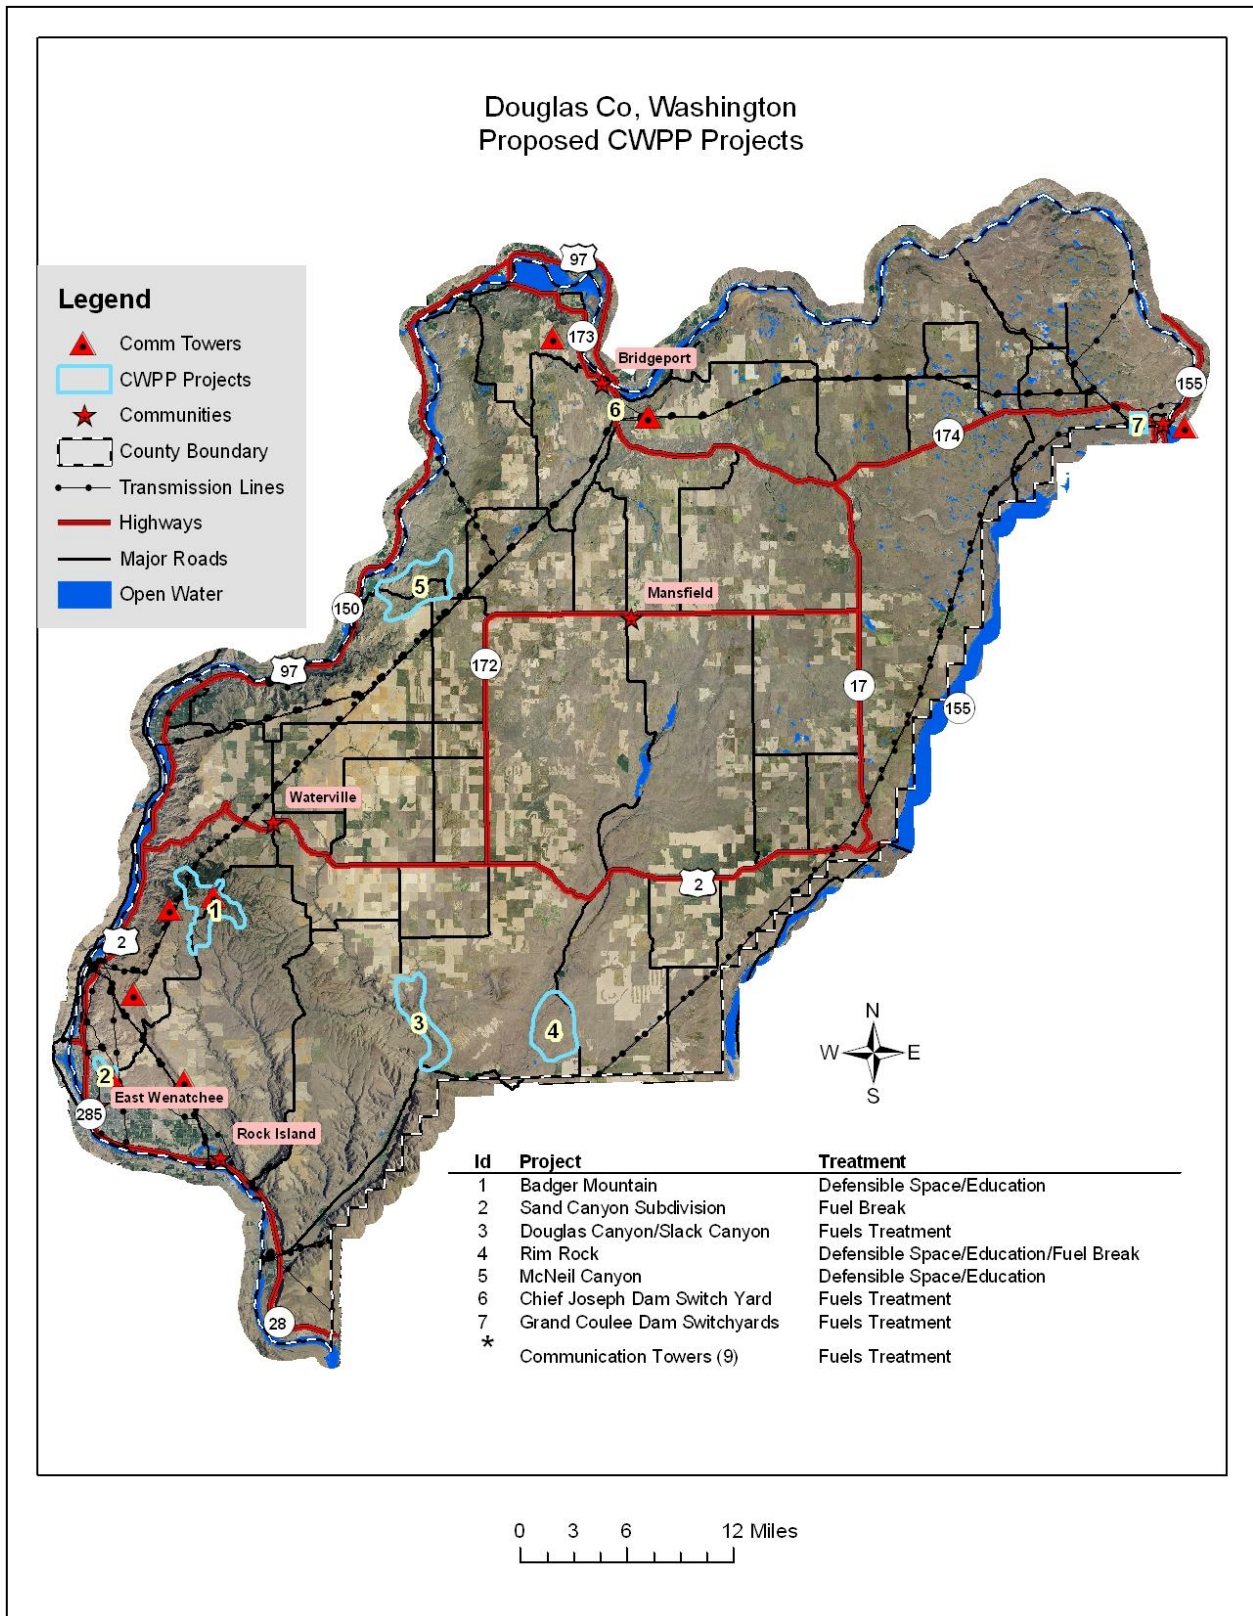 Douglas Co, Washington
Proposed CWPP Projects
Legend
Comm Towers
CWPP Projects
Communities
County Boundary
Transmission Lines
Highways
Major Roads
Open Water
97
173
Bridgeport
6
155
7
174
5
150
Mansfield
97
172
17
155
Waterville
2
1
2
3
4
2
East Wenatchee
285
Rock Island
28
N
W E
S
Id Project Treatment
1 Badger Mountain Defensible Space/Education
2 Sand Canyon Subdivision Fuel Break
3 Douglas Canyon/Slack Canyon Fuels Treatment
4 Rim Rock Defensible Space/Education/Fuel Break
5 McNeil Canyon Defensible Space/Education
6 Chief Joseph Dam Switch Yard Fuels Treatment
7 Grand Coulee Dam Switchyards Fuels Treatment
* Communication Towers (9) Fuels Treatment
0 3 6 12 Miles